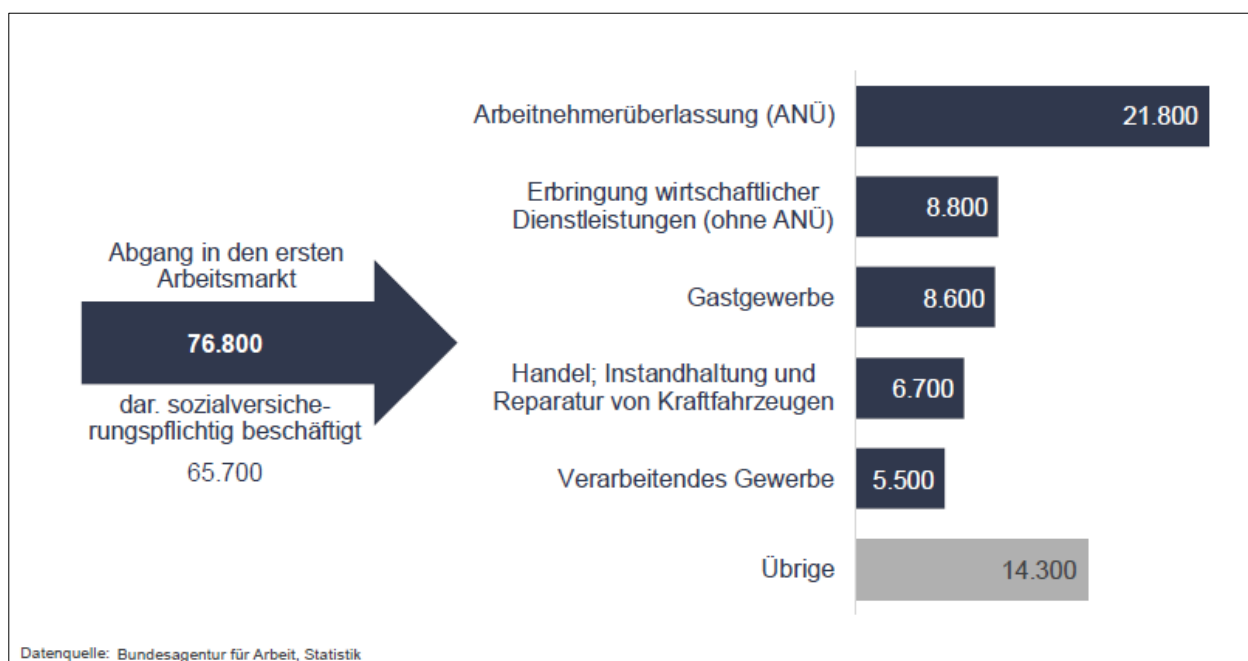 Abgang in den ersten
Arbeitsmarkt
76.800
dar. sozialversiche-
rungspflichtig beschäftigt
65.700
Arbeitnehmerüberlassung (ANÜ)
21.800
Erbringung wirtschaftlicher
Dienstleistungen (ohne ANÜ)
8.800
Gastgewerbe
8.600
Handel; Instandhaltung und
Reparatur von Kraftfahrzeugen
6.700
Verarbeitendes Gewerbe
5.500
Übrige
14.300
Datenquelle: Bundesagentur für Arbeit, Statistik